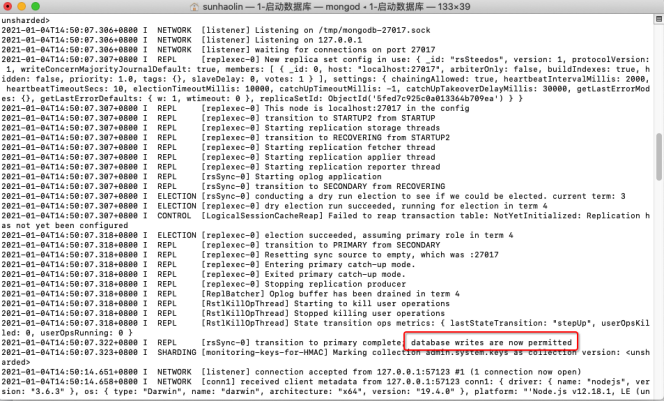 sunhaolin — 1-启动数据库 — mongod • 1-启动数据库 — 133×39
unsharded>
2021-01-04T14:50:07.306+0800 I  NETWORK  [listener] Listening on /tmp/mongodb-27017.sock
2021-01-04T14:50:07.306+0800 I  NETWORK  [listener] Listening on 127.0.0.1
2021-01-04T14:50:07.306+0800 I  NETWORK  [listener] waiting for connections on port 27017
2021-01-04T14:50:07.307+0800 I  REPL     [replexec-0] New replica set config in use: { _id: "rsSteedos", version: 1, protocolVersion:
1, writeConcernMajorityJournalDefault: true, members: [ { _id: 0, host: "localhost:27017", arbiterOnly: false, buildIndexes: true, h
idden: false, priority: 1.0, tags: {}, slaveDelay: 0, votes: 1 } ], settings: { chainingAllowed: true, heartbeatIntervalMillis: 2000,
heartbeatTimeoutSecs: 10, electionTimeoutMillis: 10000, catchUpTimeoutMillis: -1, catchUpTakeoverDelayMillis: 30000, getLastErrorMod
es: {}, getLastErrorDefaults: { w: 1, wtimeout: 0 }, replicaSetId: ObjectId('5fed7c925c0a013364b709ea') } }
2021-01-04T14:50:07.307+0800 I  REPL     [replexec-0] This node is localhost:27017 in the config
2021-01-04T14:50:07.307+0800 I  REPL     [replexec-0] transition to STARTUP2 from STARTUP
2021-01-04T14:50:07.307+0800 I  REPL     [replexec-0] Starting replication storage threads
2021-01-04T14:50:07.307+0800 I  REPL     [replexec-0] transition to RECOVERING from STARTUP2
2021-01-04T14:50:07.307+0800 I  REPL     [replexec-0] Starting replication fetcher thread
2021-01-04T14:50:07.307+0800 I  REPL     [replexec-0] Starting replication applier thread
2021-01-04T14:50:07.307+0800 I  REPL     [replexec-0] Starting replication reporter thread
2021-01-04T14:50:07.307+0800 I  REPL     [rsSync-0] Starting oplog application
2021-01-04T14:50:07.307+0800 I  REPL     [rsSync-0] transition to SECONDARY from RECOVERING
2021-01-04T14:50:07.307+0800 I  ELECTION [rsSync-0] conducting a dry run election to see if we could be elected. current term: 3
2021-01-04T14:50:07.307+0800 I  ELECTION [replexec-0] dry election run succeeded, running for election in term 4
2021-01-04T14:50:07.307+0800 I  CONTROL  [LogicalSessionCacheReap] Failed to reap transaction table: NotYetInitialized: Replication h
as not yet been configured
2021-01-04T14:50:07.318+0800 I  ELECTION [replexec-0] election succeeded, assuming primary role in term 4
2021-01-04T14:50:07.318+0800 I  REPL     [replexec-0] transition to PRIMARY from SECONDARY
2021-01-04T14:50:07.318+0800 I  REPL     [replexec-0] Resetting sync source to empty, which was :27017
2021-01-04T14:50:07.318+0800 I  REPL     [replexec-0] Entering primary catch-up mode.
2021-01-04T14:50:07.318+0800 I  REPL     [replexec-0] Exited primary catch-up mode.
2021-01-04T14:50:07.318+0800 I  REPL     [replexec-0] Stopping replication producer
2021-01-04T14:50:07.318+0800 I  REPL     [ReplBatcher] Oplog buffer has been drained in term 4
2021-01-04T14:50:07.318+0800 I  REPL     [RstlKillOpThread] Starting to kill user operations
2021-01-04T14:50:07.318+0800 I  REPL     [RstlKillOpThread] Stopped killing user operations
2021-01-04T14:50:07.318+0800 I  REPL     [RstlKillOpThread] State transition ops metrics: { lastStateTransition: "stepUp", userOpsKil
led: 0, userOpsRunning: 0 }
2021-01-04T14:50:07.322+0800 I  REPL     [rsSync-0] transition to primary complete; database writes are now permitted
2021-01-04T14:50:07.323+0800 I  SHARDING [monitoring-keys-for-HMAC] Marking collection admin.system.keys as collection version: <unsh
arded>
2021-01-04T14:50:14.651+0800 I  NETWORK  [listener] connection accepted from 127.0.0.1:57123 #1 (1 connection now open)
2021-01-04T14:50:14.658+0800 I  NETWORK  [conn1] received client metadata from 127.0.0.1:57123 conn1: { driver: { name: "nodejs", ver
sion: "3.6.3" }, os: { type: "Darwin", name: "darwin", architecture: "x64", version: "19.4.0" }, platform: "'Node.js v12.18.1, LE (un